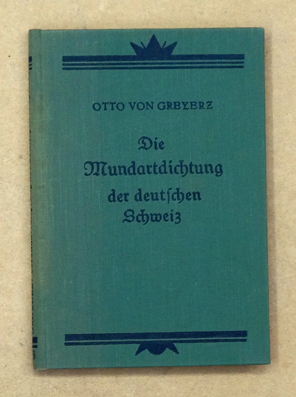 OTTO VON GREYERZ
Die
Mundartdichtung
der deutſchen
Schweiz